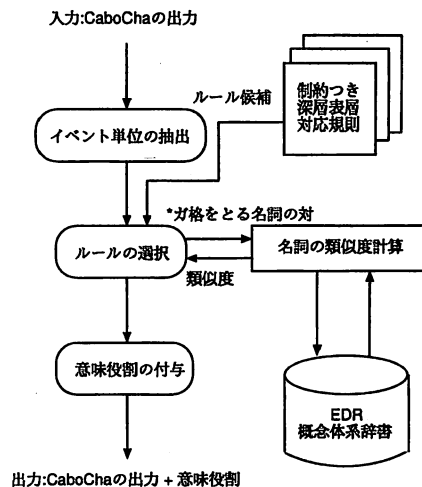 入力:CaboChaの出力
ルール候補
制約つき
深層表層
対応規則
イベント単位の抽出
*ガ格をとる名詞の対
ルールの選択
名詞の類似度計算
類似度
意味役割の付与
EDR
概念体系辞書
出力:CaboChaの出力 + 意味役割